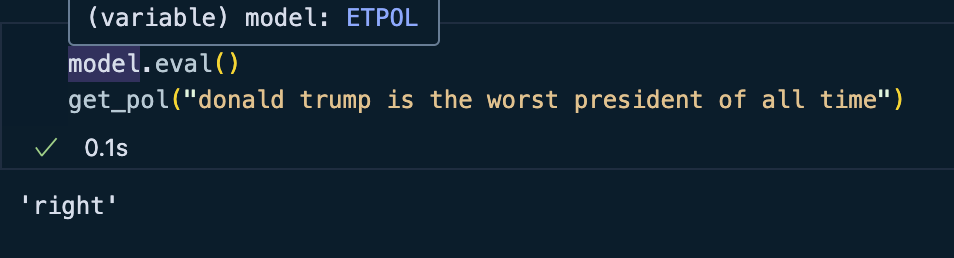 (variable) model: ETPOL
model.eval()
get_pol("donald trump is the worst president of all time")
✓ 0.1s
'right'